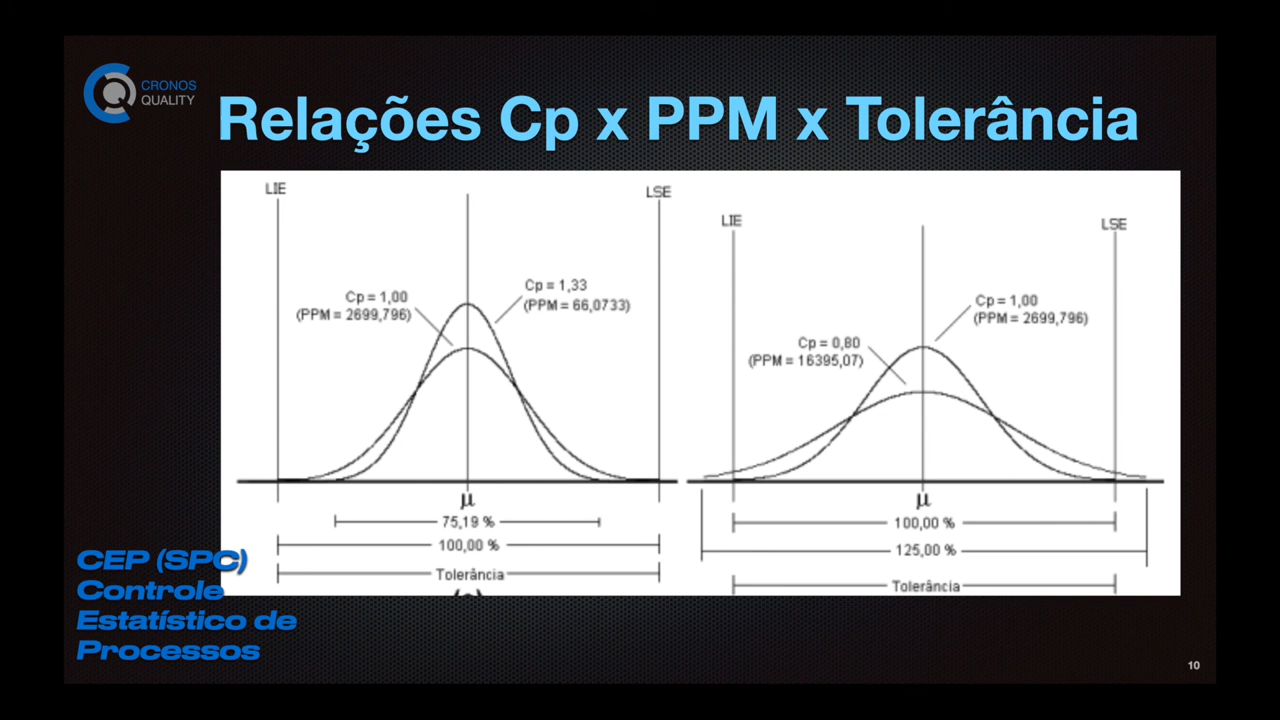 CRONOS
QUALITY
Relações Cp x PPM x Tolerância
LIE
LSE
Cp = 1,00
(PPM = 2699,796)
Cp = 1,33
(PPM = 66,0733)
μ
75,19 %
100,00 %
Tolerância
LIE
LSE
Cp = 1,00
(PPM = 2699,796)
Cp = 0,80
(PPM = 16395,07)
μ
100,00 %
125,00 %
Tolerância
CEP (SPC)
Controle
Estatístico de
Processos
10